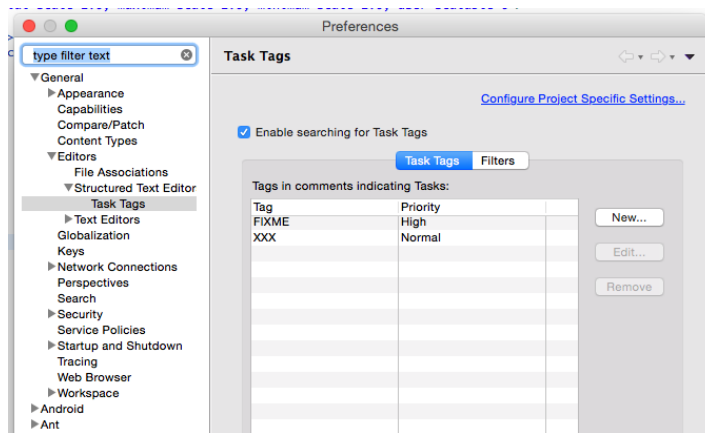 Preferences
type filter text
Task Tags
General
Appearance
Capabilities
Compare/Patch
Content Types
Editors
File Associations
Structured Text Editor
Task Tags
Text Editors
Globalization
Keys
Network Connections
Perspectives
Search
Security
Service Policies
Startup and Shutdown
Tracing
Web Browser
Workspace
Android
Ant
Configure Project Specific Settings...
Enable searching for Task Tags
Task Tags Filters
Tags in comments indicating Tasks:
Tag Priority
FIXME High
XXX Normal
New...
Edit...
Remove